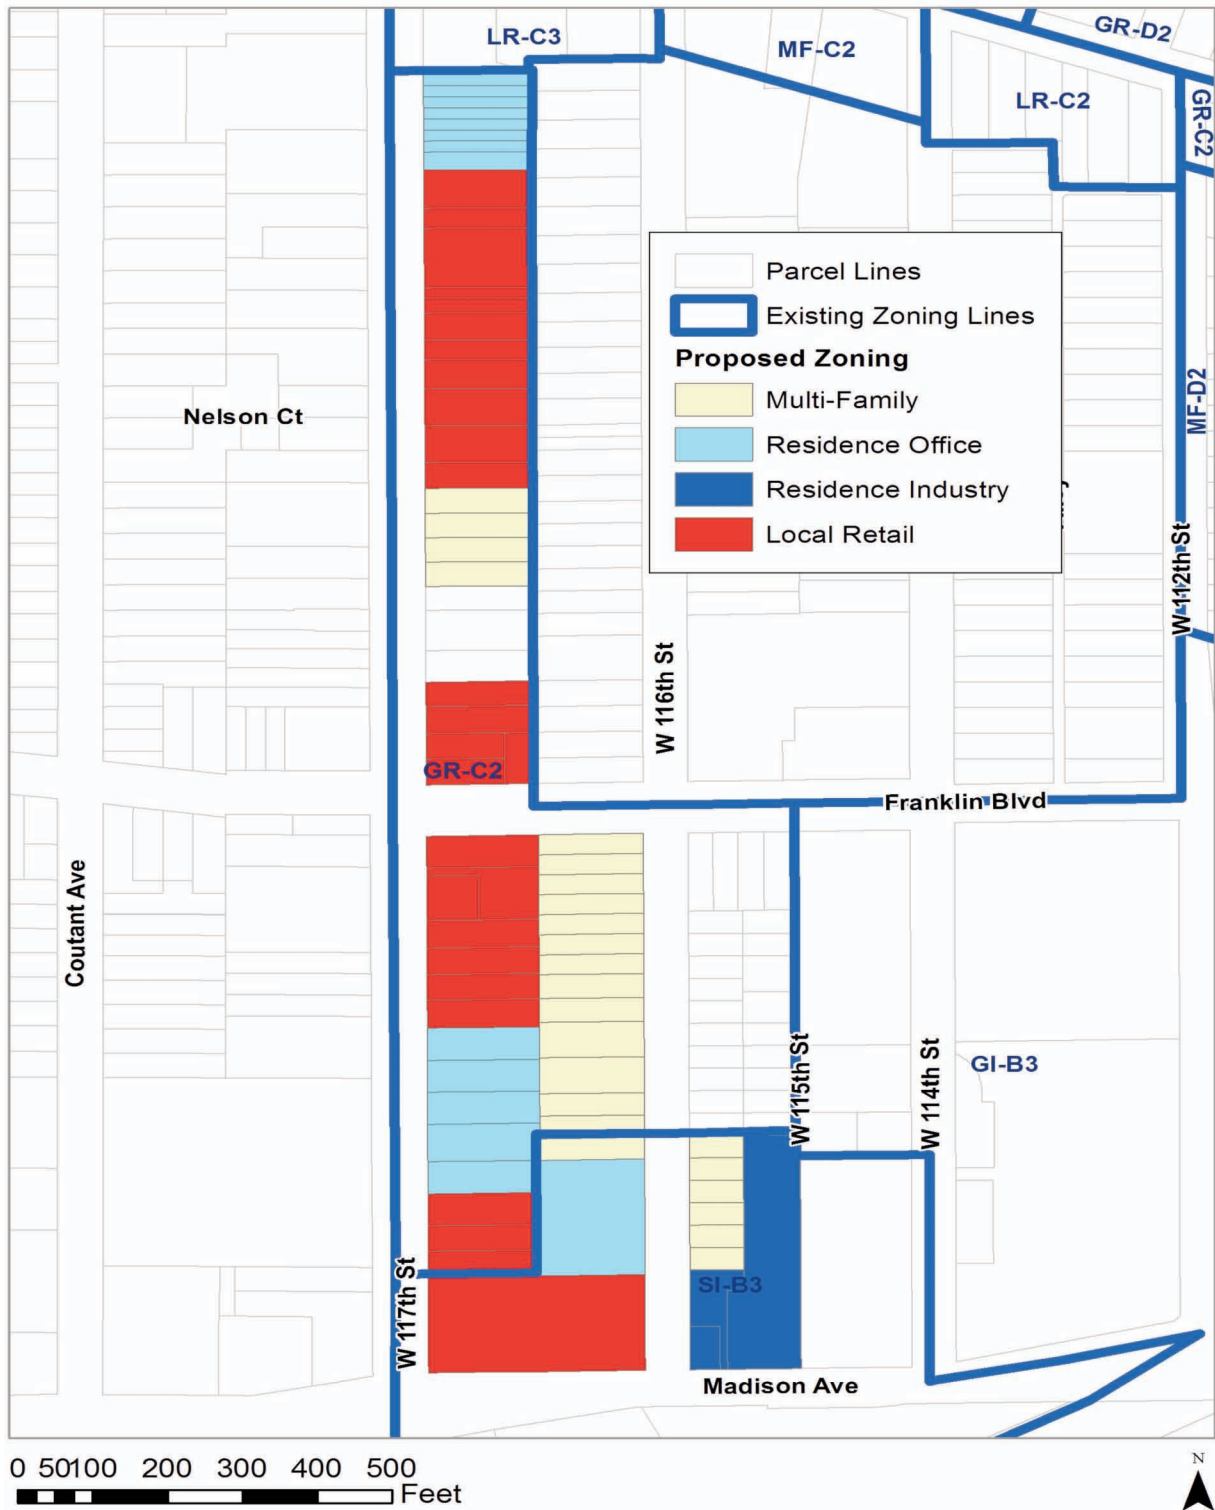 LR-C3
MF-C2
GR-D2
LR-C2
GR-C2
Parcel Lines
Existing Zoning Lines
Proposed Zoning
Multi-Family
Residence Office
Residence Industry
Local Retail
Nelson Ct
MF-D2
W 112th St
W 116th St
GR-C2
Franklin Blvd
Coutant Ave
W 115th St
W 114th St
GI-B3
W 117th St
SI-B3
Madison Ave
0 50100 200 300 400 500
Feet
N